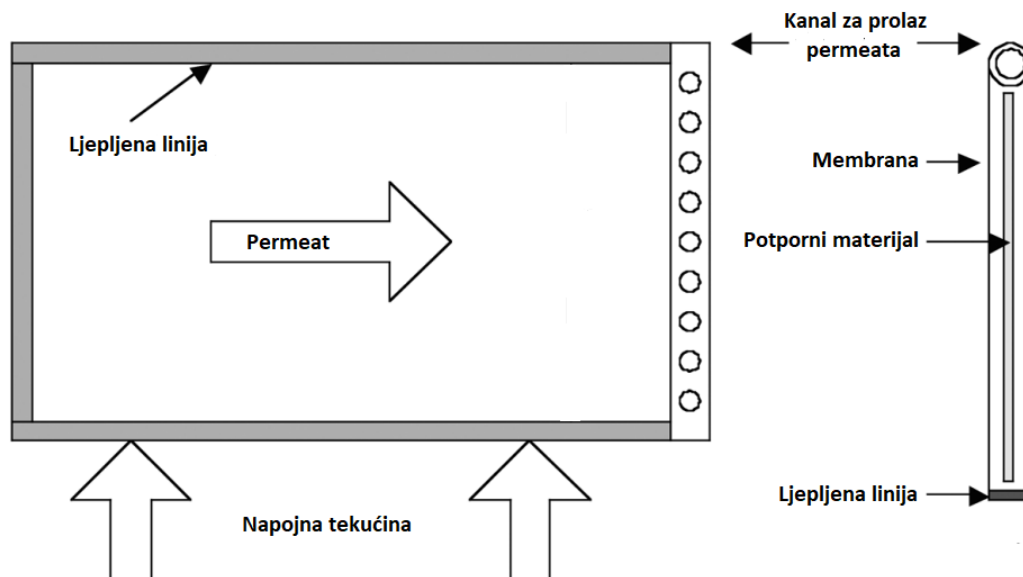 Kanal za prolaz
permeata
Ljepljena linija
Membrana
Permeat
Potporni materijal
Ljepljena linija
Napojna tekućina